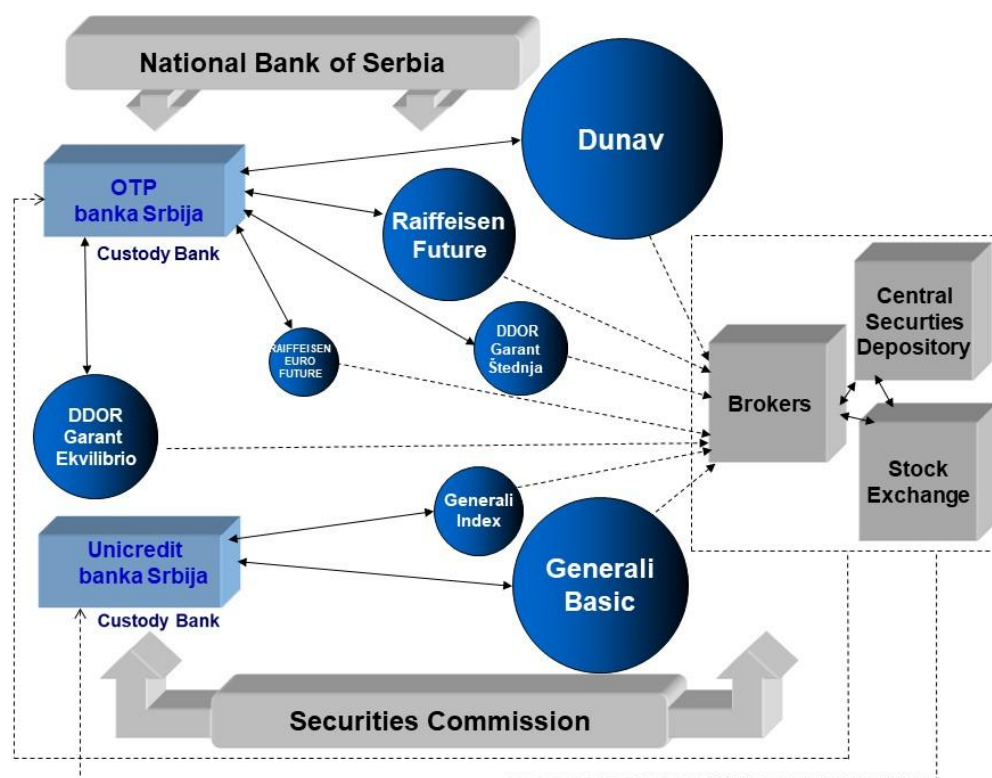 National Bank of Serbia
Dunav
OTP
banka Srbija
Custody Bank
Raiffeisen
Future
Central
Securties
Depository
RAIFFEISEN
EURO
FUTURE
DDOR
Garant
Štednja
Brokers
DDOR
Garant
Ekvilibrio
Stock
Exchange
Generali
Index
Unicredit
banka Srbija
Custody Bank
Generali
Basic
Securities Commission